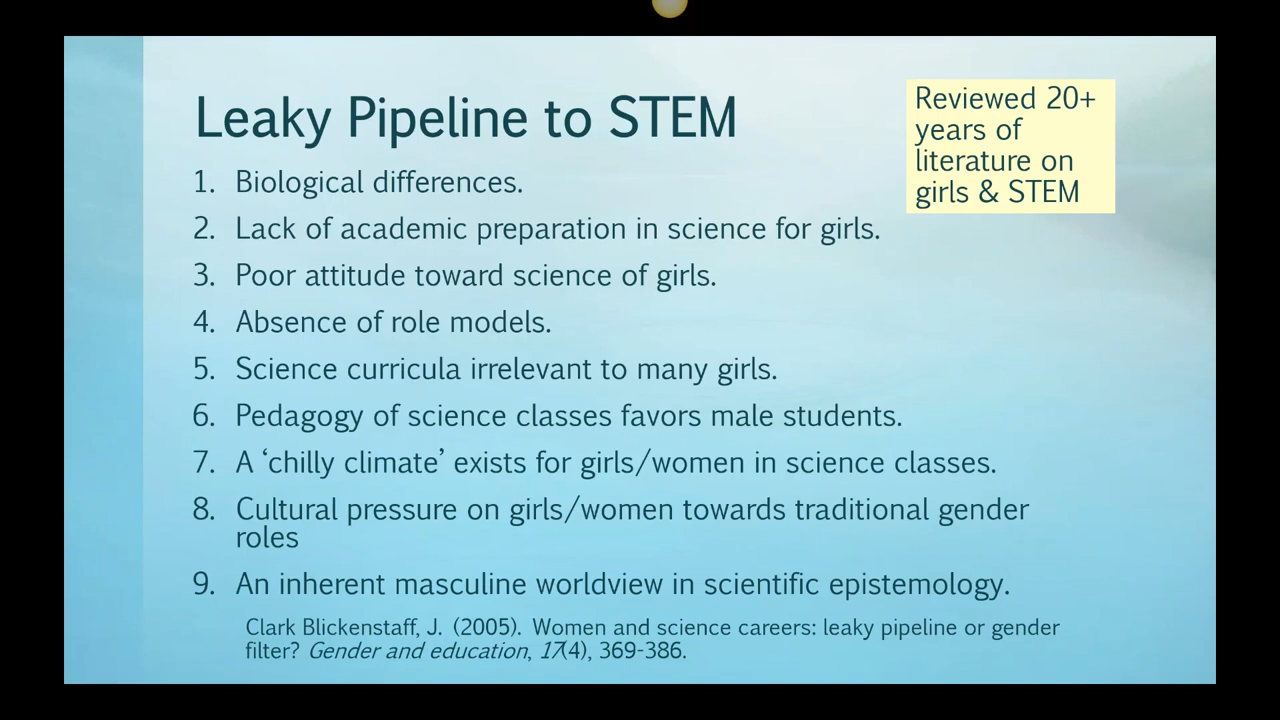 Leaky Pipeline to STEM
Reviewed 20+
years of
literature on
girls & STEM
1. Biological differences.
2. Lack of academic preparation in science for girls.
3. Poor attitude toward science of girls.
4. Absence of role models.
5. Science curricula irrelevant to many girls.
6. Pedagogy of science classes favors male students.
7. A ‘chilly climate’ exists for girls/women in science classes.
8. Cultural pressure on girls/women towards traditional gender
roles
9. An inherent masculine worldview in scientific epistemology.
Clark Blickenstaff, J. (2005). Women and science careers: leaky pipeline or gender
filter? Gender and education, 17(4), 369-386.